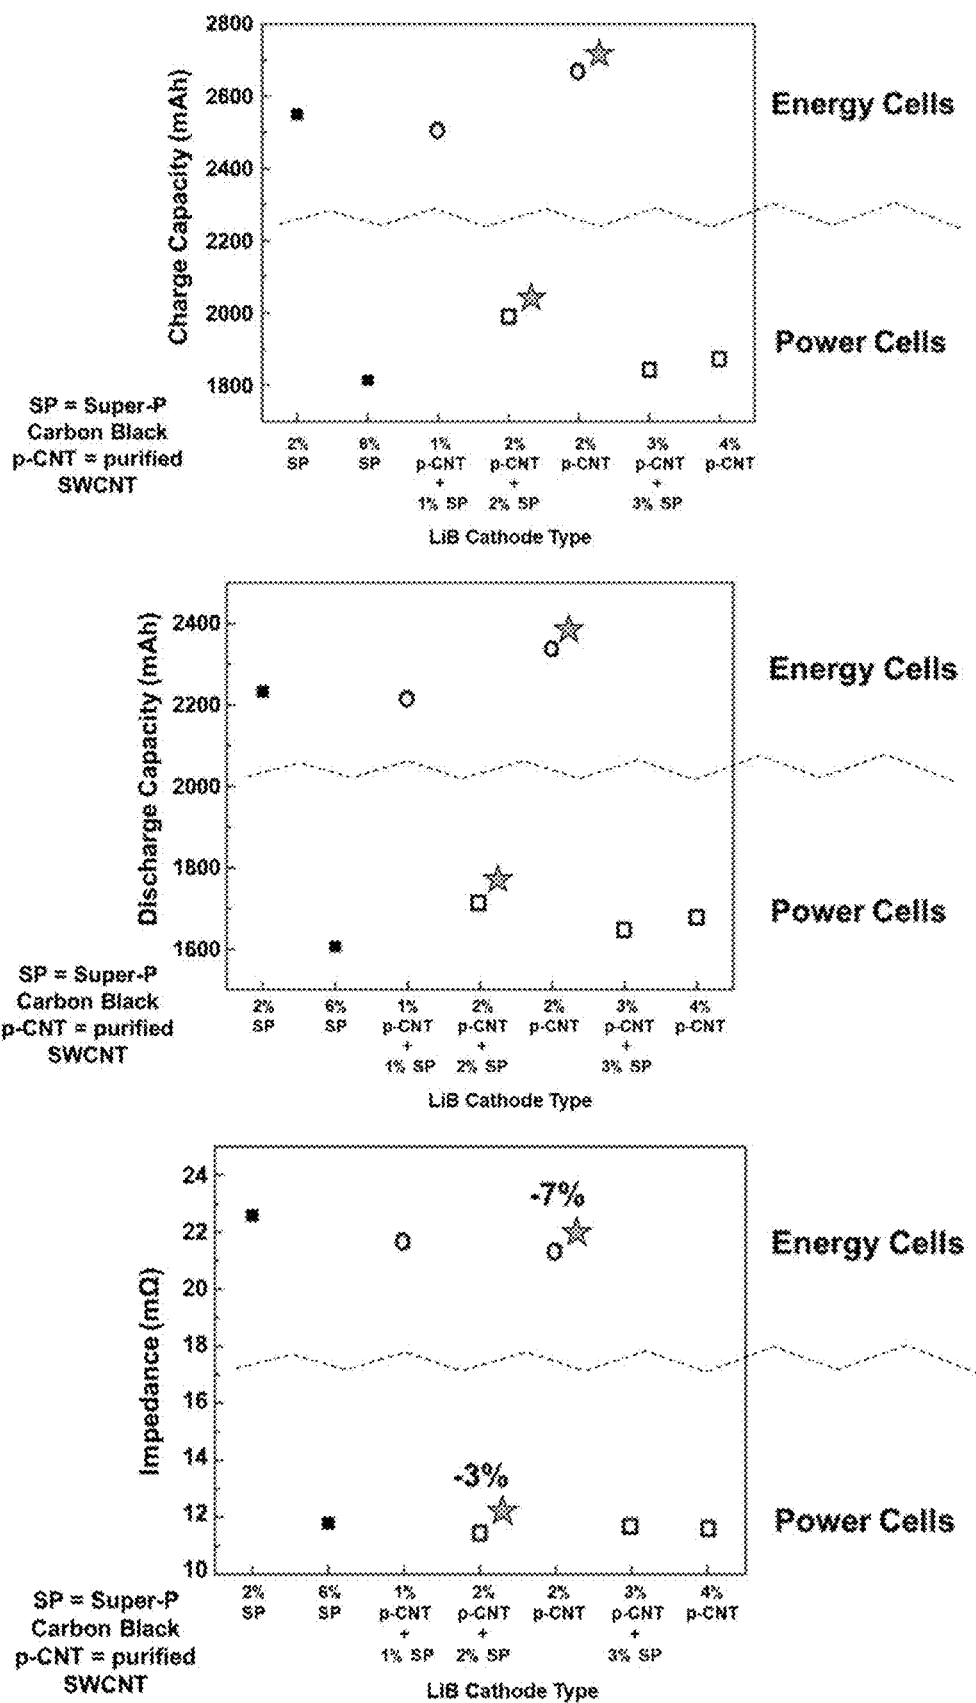 2800
2600
2400
2200
2000
1800
Charge Capacity (mAh)
Energy Cells
Power Cells
SP = Super-P
Carbon Black
p-CNT = purified
SWCNT
2% 6% 1% 2% 2% 3% 4%
SP SP p-CNT p-CNT p-CNT p-CNT p-CNT
+ + +
1% SP 2% SP 3% SP
LiB Cathode Type
2400
2200
2000
1800
1600
Discharge Capacity (mAh)
Energy Cells
Power Cells
SP = Super-P
Carbon Black
p-CNT = purified
SWCNT
2% 6% 1% 2% 2% 3% 4%
SP SP p-CNT p-CNT p-CNT p-CNT p-CNT
+ + +
1% SP 2% SP 3% SP
LiB Cathode Type
24
22
20
18
16
14
12
10
Impedance (mΩ)
-7%
-3%
Energy Cells
Power Cells
SP = Super-P
Carbon Black
p-CNT = purified
SWCNT
2% 6% 1% 2% 2% 3% 4%
SP SP p-CNT p-CNT p-CNT p-CNT p-CNT
+ + +
1% SP 2% SP 3% SP
LiB Cathode Type